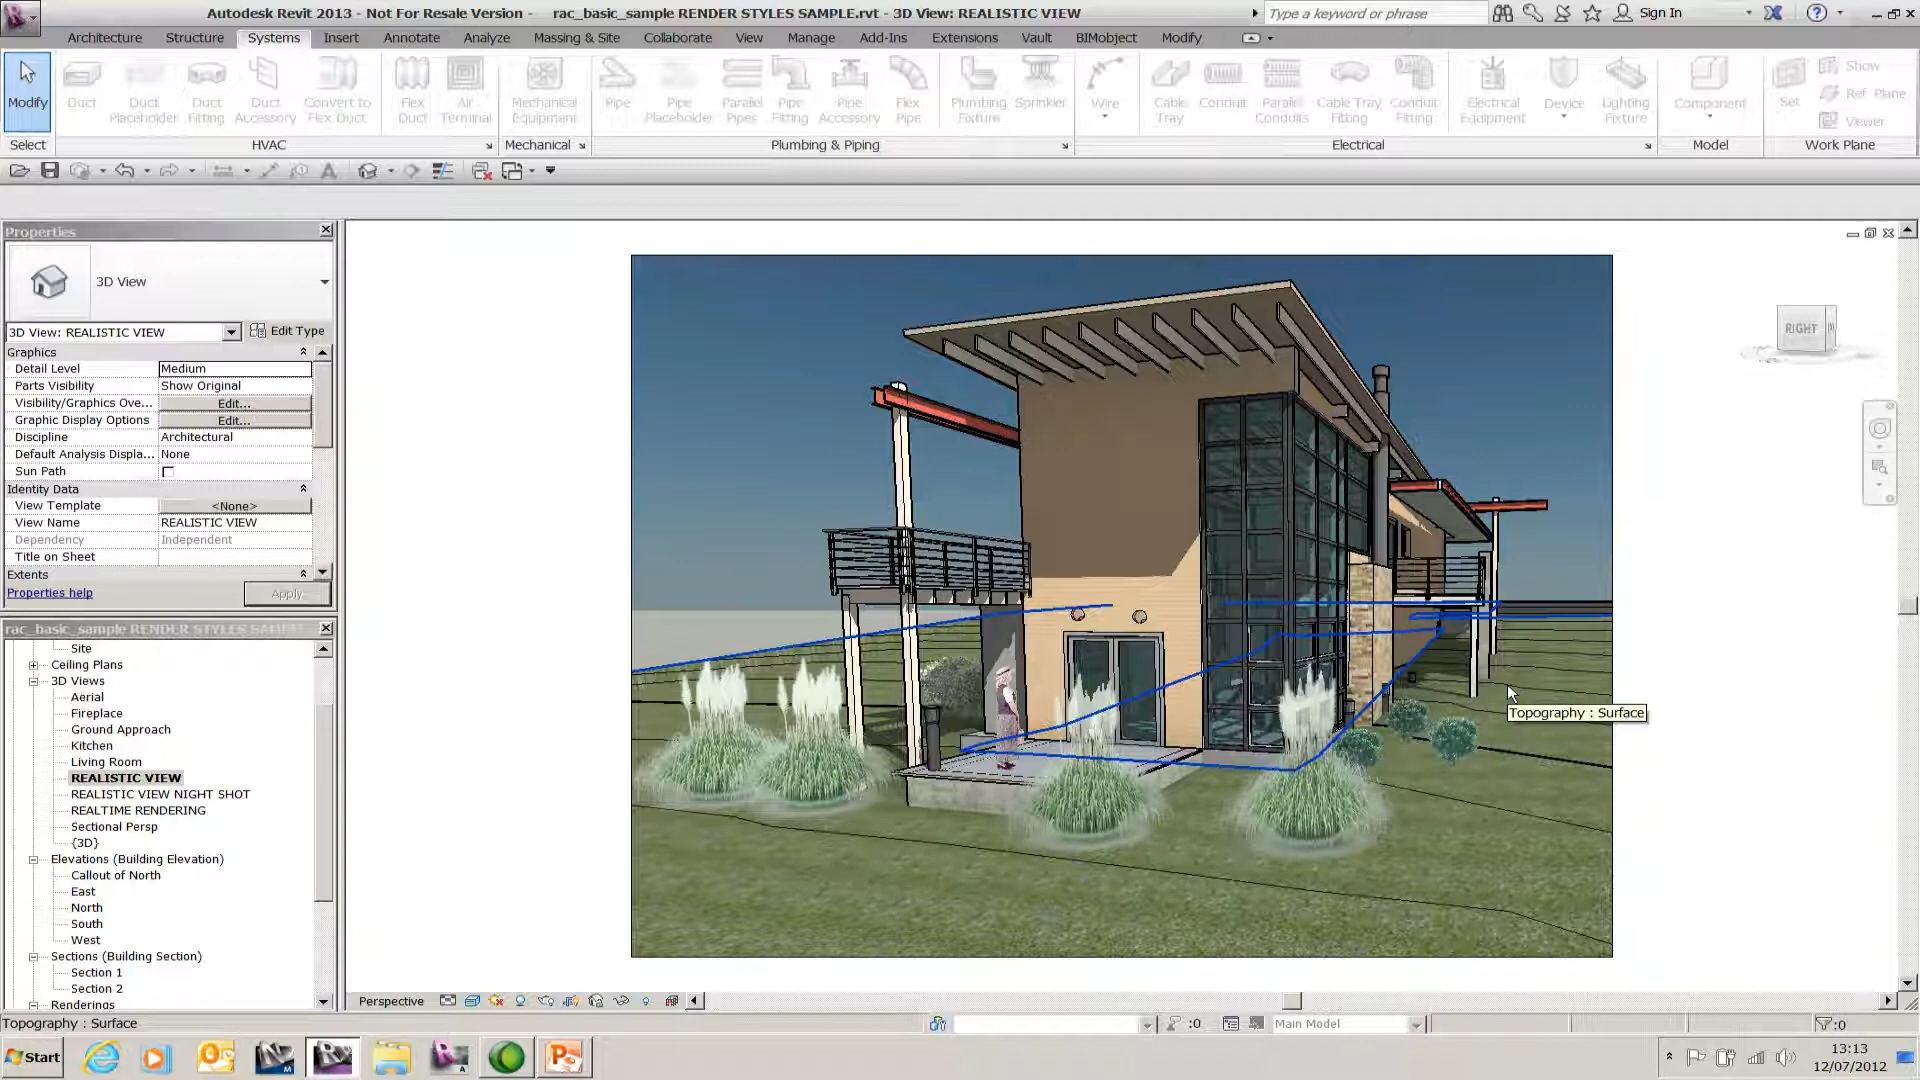 Autodesk Revit 2013 - Not For Resale Version - rac_basic_sample RENDER STYLES SAMPLE.rvt - 3D View: REALISTIC VIEW
Type a keyword or phrase
Sign In
Architecture Structure Systems Insert Annotate Analyze Massing & Site Collaborate View Manage Add-Ins Extensions Vault BIMobject Modify
Modify
Duct
Duct Placeholder
Duct Fitting
Duct Accessory
Convert to Flex Duct
Flex Duct
Air Terminal
Mechanical Equipment
Pipe
Pipe Placeholder
Parallel Pipes
Pipe Fitting
Pipe Accessory
Flex Pipe
Plumbing Fixture
Sprinkler
Wire
Cable Tray
Conduit
Parallel Conduits
Cable Tray Fitting
Conduit Fitting
Electrical Equipment
Device
Lighting Fixture
Component
Set
Show
Ref Plane
Viewer
Select HVAC Mechanical Plumbing & Piping Electrical Model Work Plane
Properties
3D View
3D View: REALISTIC VIEW Edit Type
Graphics
Detail Level Medium
Parts Visibility Show Original
Visibility/Graphics Ove... Edit...
Graphic Display Options Edit...
Discipline Architectural
Default Analysis Displa... None
Sun Path
Identity Data
View Template <None>
View Name REALISTIC VIEW
Dependency Independent
Title on Sheet
Extents
Properties help Apply
rac_basic_sample RENDER STYLES SAM
Site
Ceiling Plans
3D Views
Aerial
Fireplace
Ground Approach
Kitchen
Living Room
REALISTIC VIEW
REALISTIC VIEW NIGHT SHOT
REALTIME RENDERING
Sectional Persp
{3D}
Elevations (Building Elevation)
Callout of North
East
North
South
West
Sections (Building Section)
Section 1
Section 2
Renderings
RIGHT
Topography : Surface
Perspective
Topography : Surface
:0
Main Model
:0
Start
13:13
12/07/2012